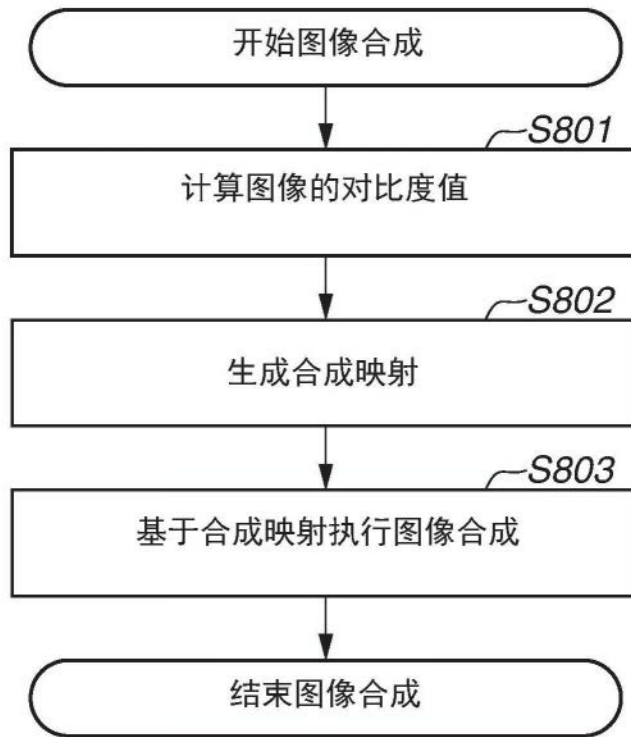 开始图像合成
S801
计算图像的对比度值
S802
生成合成映射
S803
基于合成映射执行图像合成
结束图像合成